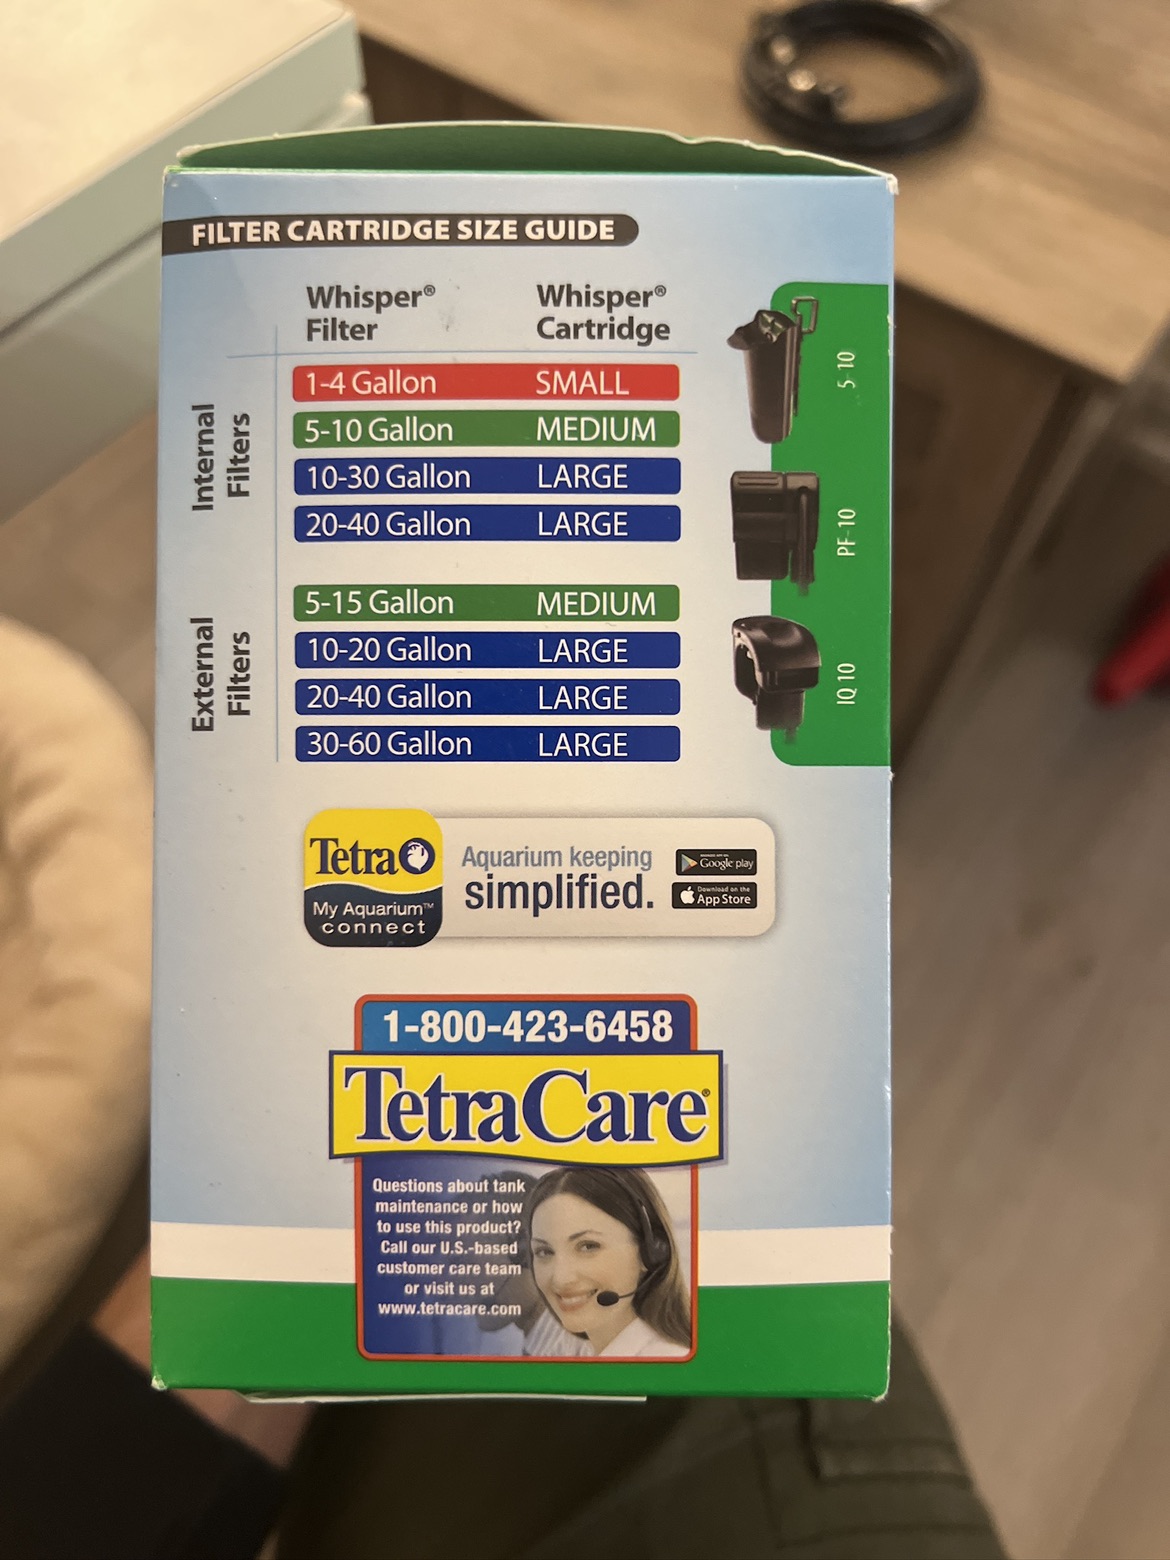 FILTER CARTRIDGE SIZE GUIDE
Whisper® Whisper®
Filter Cartridge
Internal
Filters
1-4 Gallon SMALL
5-10 Gallon MEDIUM
10-30 Gallon LARGE
20-40 Gallon LARGE
External
Filters
5-15 Gallon MEDIUM
10-20 Gallon LARGE
20-40 Gallon LARGE
30-60 Gallon LARGE
5-10
PF-10
IQ 10
Tetra
My Aquarium™
connect
Aquarium keeping
simplified.
Google play
Download on the
App Store
1-800-423-6458
TetraCare®
Questions about tank
maintenance or how
to use this product?
Call our U.S.-based
customer care team
or visit us at
www.tetracare.com